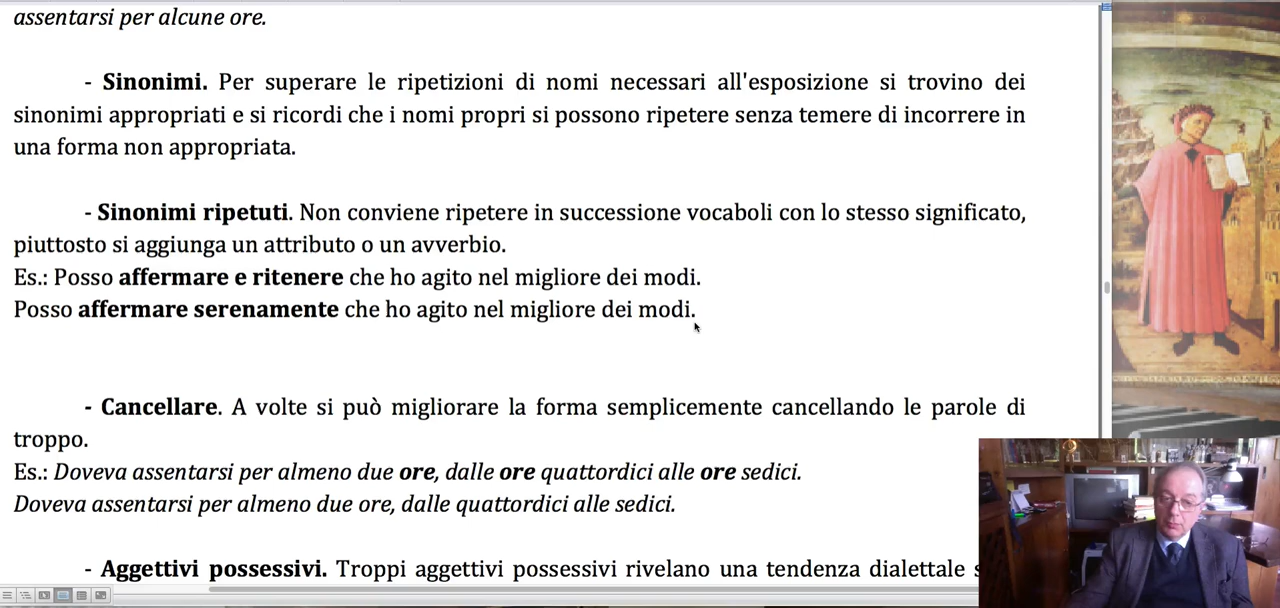 assentarsi per alcune ore.
- Sinonimi. Per superare le ripetizioni di nomi necessari all'esposizione si trovino dei
sinonimi appropriati e si ricordi che i nomi propri si possono ripetere senza temere di incorrere in
una forma non appropriata.
- Sinonimi ripetuti. Non conviene ripetere in successione vocaboli con lo stesso significato,
piuttosto si aggiunga un attributo o un avverbio.
Es.: Posso affermare e ritenere che ho agito nel migliore dei modi.
Posso affermare serenamente che ho agito nel migliore dei modi.
- Cancellare. A volte si può migliorare la forma semplicemente cancellando le parole di
troppo.
Es.: Doveva assentarsi per almeno due ore, dalle ore quattordici alle ore sedici.
Doveva assentarsi per almeno due ore, dalle quattordici alle sedici.
- Aggettivi possessivi. Troppi aggettivi possessivi rivelano una tendenza dialettale